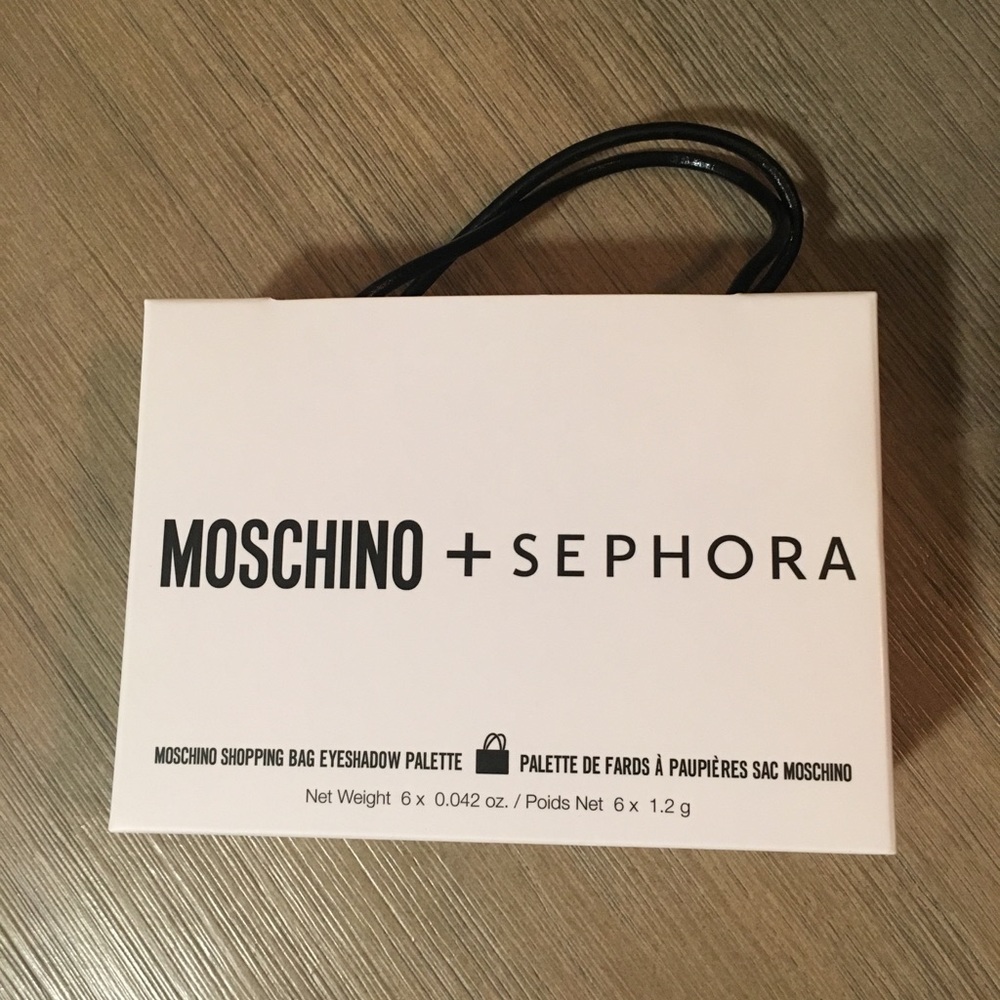 MOSCHINO + SEPHORA
MOSCHINO SHOPPING BAG EYESHADOW PALETTE PALETTE DE FARDS À PAUPIÈRES SAC MOSCHINO
Net Weight 6 x 0.042 oz. / Poids Net 6 x 1.2 g